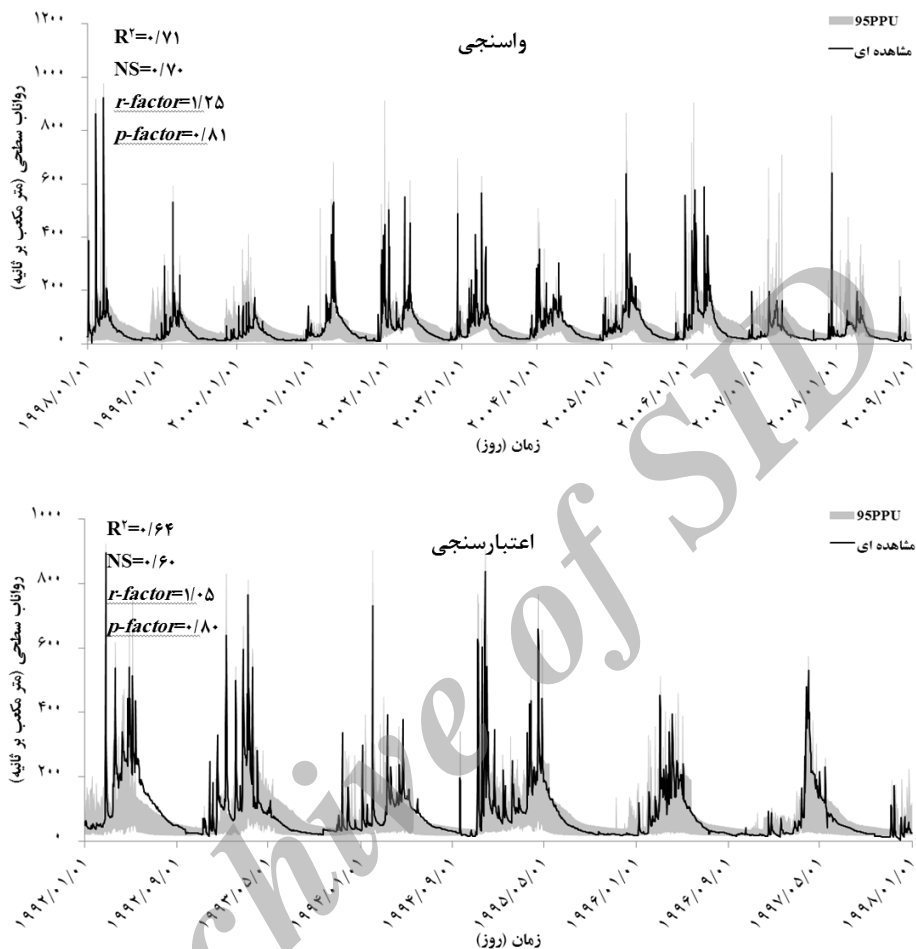 واسنجی
R²=۰/۷۱
NS=۰/۷۰
r-factor=۱/۲۵
p-factor=۰/۸۱
95PPU
مشاهده ای
رواناب سطحی (متر مکعب بر ثانیه)
۱۲۰۰
۱۰۰۰
۸۰۰
۶۰۰
۴۰۰
۲۰۰
۰
۱۹۹۸/۰۱/۰۱
۱۹۹۹/۰۱/۰۱
۲۰۰۰/۰۱/۰۱
۲۰۰۱/۰۱/۰۱
۲۰۰۲/۰۱/۰۱
۲۰۰۳/۰۱/۰۱
۲۰۰۴/۰۱/۰۱
۲۰۰۵/۰۱/۰۱
۲۰۰۶/۰۱/۰۱
۲۰۰۷/۰۱/۰۱
۲۰۰۸/۰۱/۰۱
۲۰۰۹/۰۱/۰۱
زمان (روز)
اعتبارسنجی
R²=۰/۶۴
NS=۰/۶۰
r-factor=۱/۰۵
p-factor=۰/۸۰
95PPU
مشاهده ای
رواناب سطحی (متر مکعب بر ثانیه)
۱۰۰۰
۸۰۰
۶۰۰
۴۰۰
۲۰۰
۰
۱۹۹۲/۰۱/۰۱
۱۹۹۲/۰۹/۰۱
۱۹۹۳/۰۵/۰۱
۱۹۹۴/۰۱/۰۱
۱۹۹۴/۰۹/۰۱
۱۹۹۵/۰۵/۰۱
۱۹۹۶/۰۱/۰۱
۱۹۹۶/۰۹/۰۱
۱۹۹۷/۰۵/۰۱
۱۹۹۸/۰۱/۰۱
زمان (روز)
Archive of SID